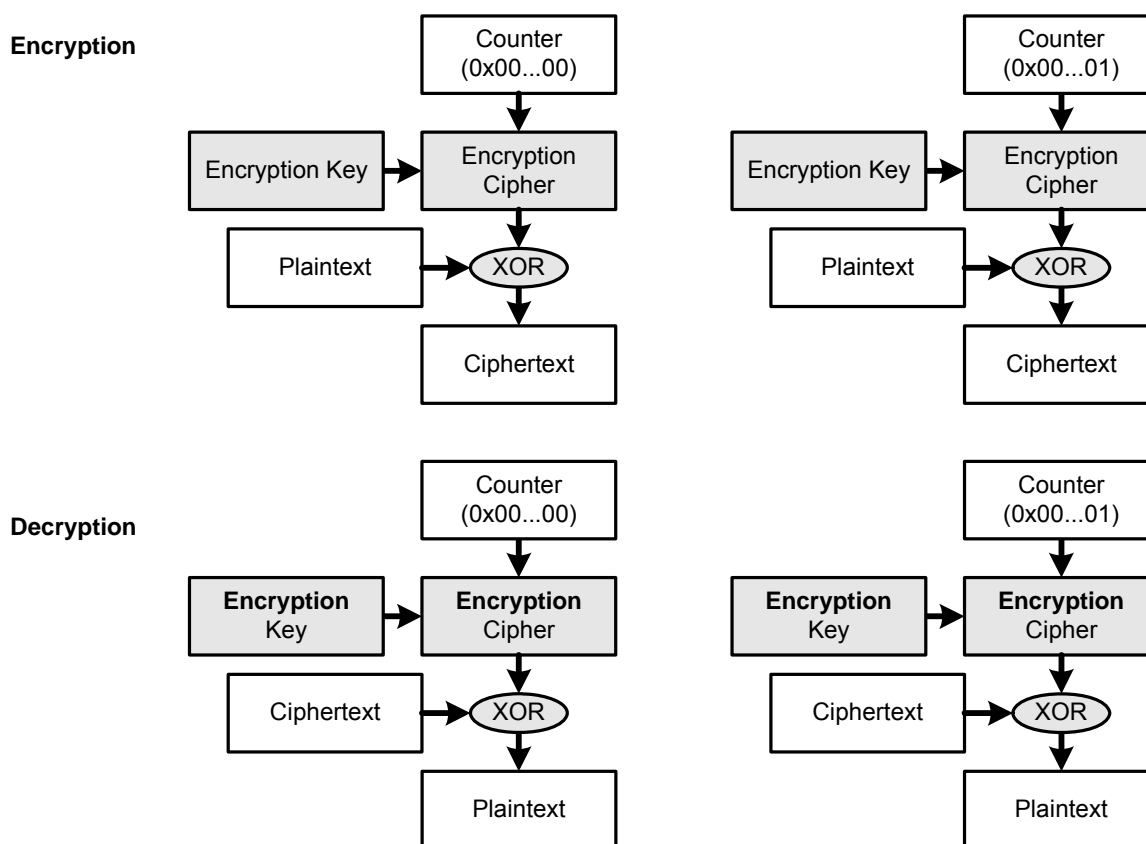 Encryption
Counter
(0x00...00)
Counter
(0x00...01)
Encryption Key
Encryption
Cipher
Encryption Key
Encryption
Cipher
Plaintext
XOR
Plaintext
XOR
Ciphertext
Ciphertext
Decryption
Counter
(0x00...00)
Counter
(0x00...01)
Encryption
Key
Encryption
Cipher
Encryption
Key
Encryption
Cipher
Ciphertext
XOR
Ciphertext
XOR
Plaintext
Plaintext